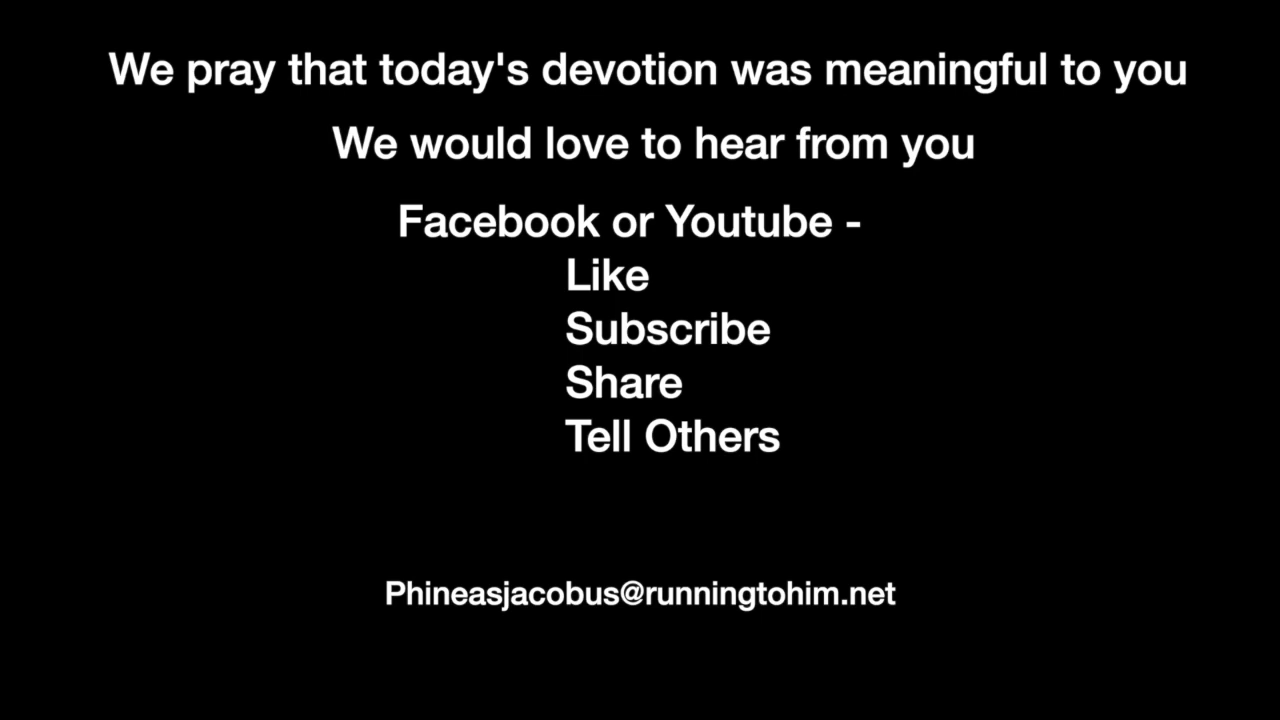 We pray that today's devotion was meaningful to you
We would love to hear from you
Facebook or Youtube -
Like
Subscribe
Share
Tell Others
Phineasjacobus@runningtohim.net